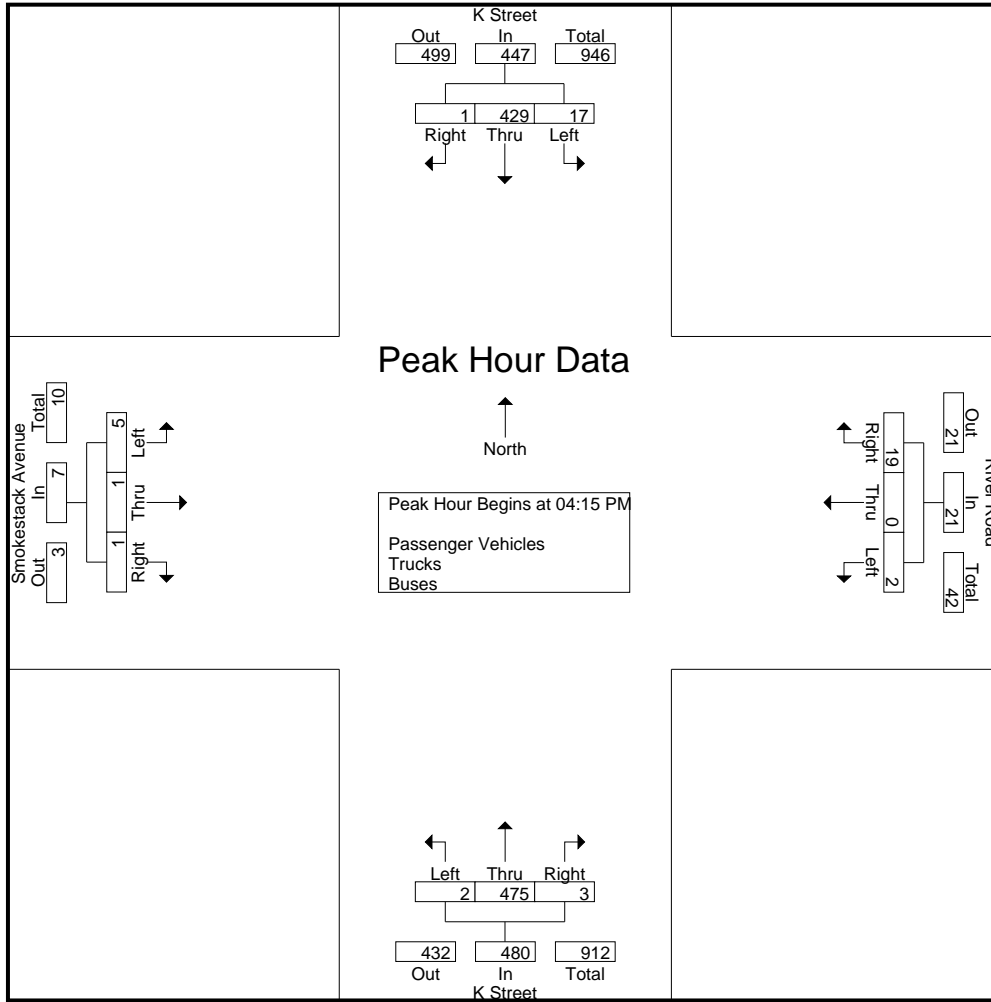 K Street
Out In Total
499 447 946
1 429 17
Right Thru Left
Peak Hour Data
North
Peak Hour Begins at 04:15 PM
Passenger Vehicles
Trucks
Buses
Smokestack Avenue
Out In Total
3 7 10
5 1 1
Left Thru Right
River Road
Out In Total
21 21 42
19 0 2
Right Thru Left
Left Thru Right
2 475 3
432 480 912
Out In Total
K Street